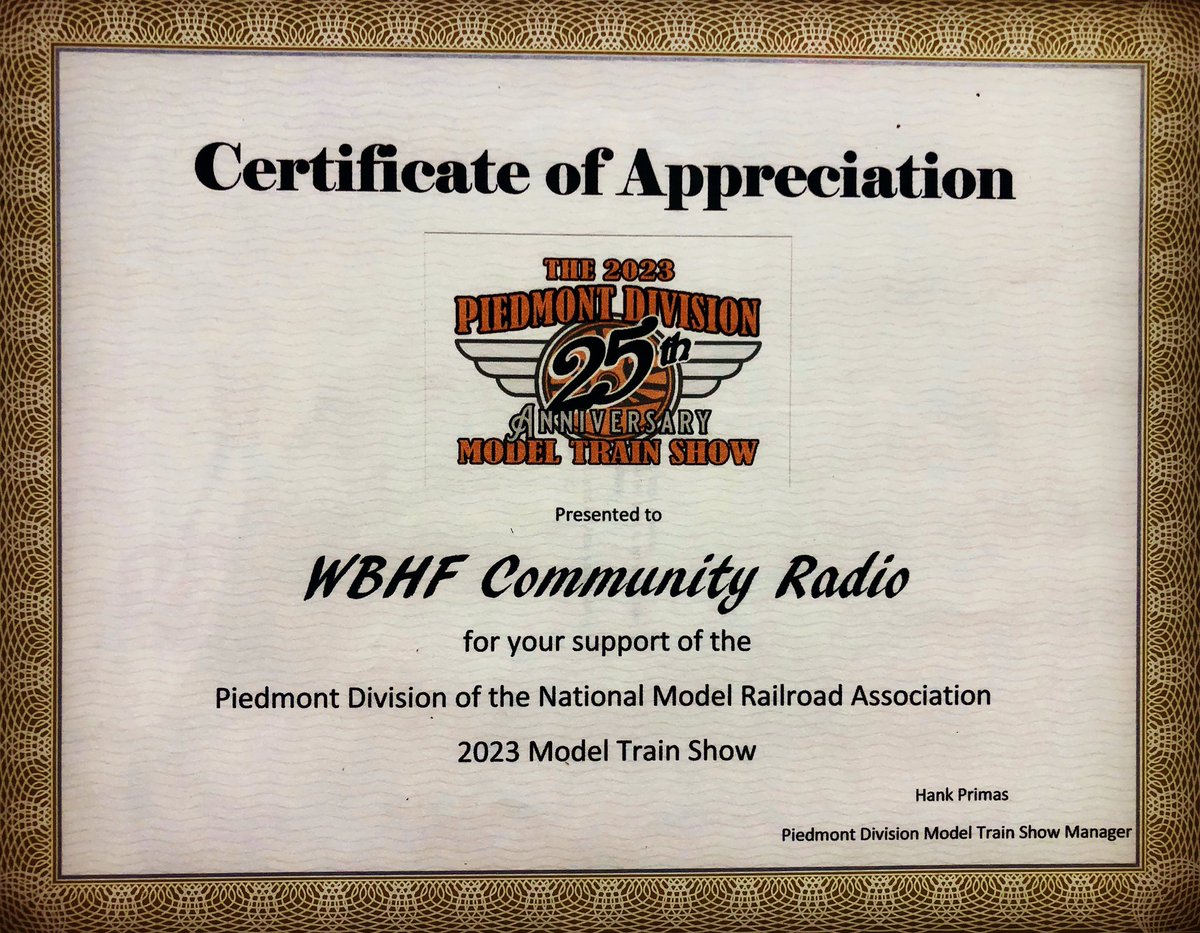 Certificate of Appreciation
THE 2023
PIEDMONT DIVISION
25'th
ANNIVERSARY
MODEL TRAIN SHOW
Presented to
WBHF Community Radio
for your support of the
Piedmont Division of the National Model Railroad Association
2023 Model Train Show
Hank Primas
Piedmont Division Model Train Show Manager